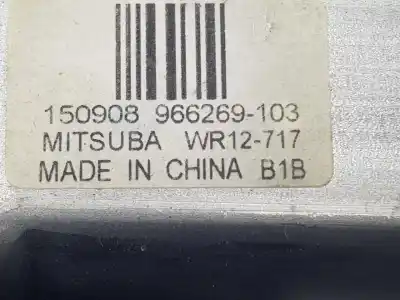 150908 966269-103
MITSUBA WR12-717
MADE IN CHINA B1B